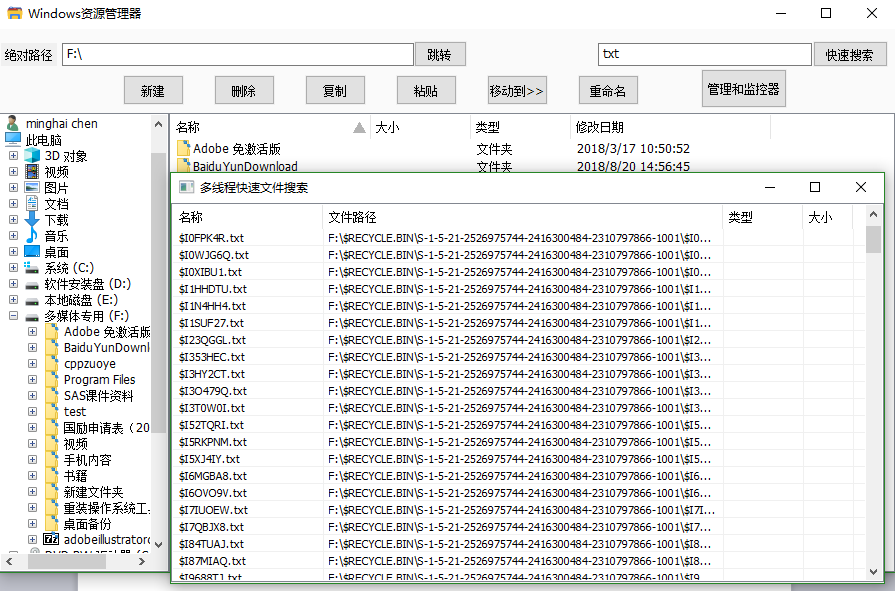 Windows资源管理器
绝对路径 F:\ 跳转 txt 快速搜索
新建 删除 复制 粘贴 移动到>> 重命名 管理和监控器
minghai chen
此电脑
3D 对象
视频
图片
文档
下载
音乐
桌面
系统 (C:)
软件安装盘 (D:)
本地磁盘 (E:)
多媒体专用 (F:)
Adobe 免激活版
BaiduYunDownl
cppzuoye
Program Files
SAS课件资料
test
国励申请表（20
视频
手机内容
书籍
新建文件夹
重装操作系统工
桌面备份
adobeillustrator
名称 大小 类型 修改日期
Adobe 免激活版 文件夹 2018/3/17 10:50:52
BaiduYunDownload 文件夹 2018/8/20 14:56:45
多线程快速文件搜索
名称 文件路径 类型 大小
$I0FPK4R.txt F:\$RECYCLE.BIN\S-1-5-21-2526975744-2416300484-2310797866-1001\$I0...
$I0WJG6Q.txt F:\$RECYCLE.BIN\S-1-5-21-2526975744-2416300484-2310797866-1001\$I0...
$I0XIBU1.txt F:\$RECYCLE.BIN\S-1-5-21-2526975744-2416300484-2310797866-1001\$I0...
$I1HHDTU.txt F:\$RECYCLE.BIN\S-1-5-21-2526975744-2416300484-2310797866-1001\$I1...
$I1N4HH4.txt F:\$RECYCLE.BIN\S-1-5-21-2526975744-2416300484-2310797866-1001\$I1...
$I1SUF27.txt F:\$RECYCLE.BIN\S-1-5-21-2526975744-2416300484-2310797866-1001\$I1...
$I23QGGL.txt F:\$RECYCLE.BIN\S-1-5-21-2526975744-2416300484-2310797866-1001\$I2...
$I353HEC.txt F:\$RECYCLE.BIN\S-1-5-21-2526975744-2416300484-2310797866-1001\$I3...
$I3HY2CT.txt F:\$RECYCLE.BIN\S-1-5-21-2526975744-2416300484-2310797866-1001\$I3...
$I3O479Q.txt F:\$RECYCLE.BIN\S-1-5-21-2526975744-2416300484-2310797866-1001\$I3...
$I3T0W0I.txt F:\$RECYCLE.BIN\S-1-5-21-2526975744-2416300484-2310797866-1001\$I3...
$I52TQRI.txt F:\$RECYCLE.BIN\S-1-5-21-2526975744-2416300484-2310797866-1001\$I5...
$I5RKPNM.txt F:\$RECYCLE.BIN\S-1-5-21-2526975744-2416300484-2310797866-1001\$I5...
$I5XJ4IY.txt F:\$RECYCLE.BIN\S-1-5-21-2526975744-2416300484-2310797866-1001\$I5...
$I6MGBA8.txt F:\$RECYCLE.BIN\S-1-5-21-2526975744-2416300484-2310797866-1001\$I6...
$I6OVO9V.txt F:\$RECYCLE.BIN\S-1-5-21-2526975744-2416300484-2310797866-1001\$I6...
$I7IUOEW.txt F:\$RECYCLE.BIN\S-1-5-21-2526975744-2416300484-2310797866-1001\$I7I...
$I7QBJX8.txt F:\$RECYCLE.BIN\S-1-5-21-2526975744-2416300484-2310797866-1001\$I7...
$I84TUAJ.txt F:\$RECYCLE.BIN\S-1-5-21-2526975744-2416300484-2310797866-1001\$I8...
$I87MIAQ.txt F:\$RECYCLE.BIN\S-1-5-21-2526975744-2416300484-2310797866-1001\$I8...
$I9688TJ.txt F:\$RECYCLE.BIN\S-1-5-21-2526975744-2416300484-2310797866-1001\$I9...